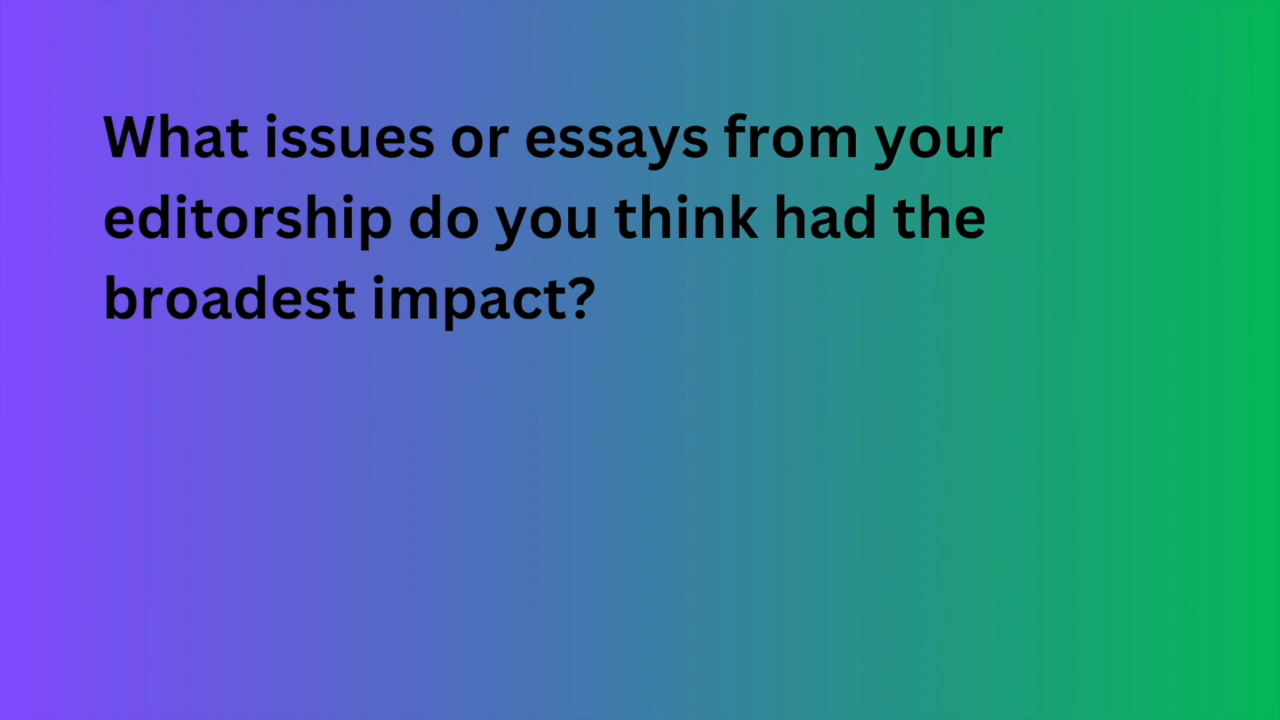 What issues or essays from your
editorship do you think had the
broadest impact?